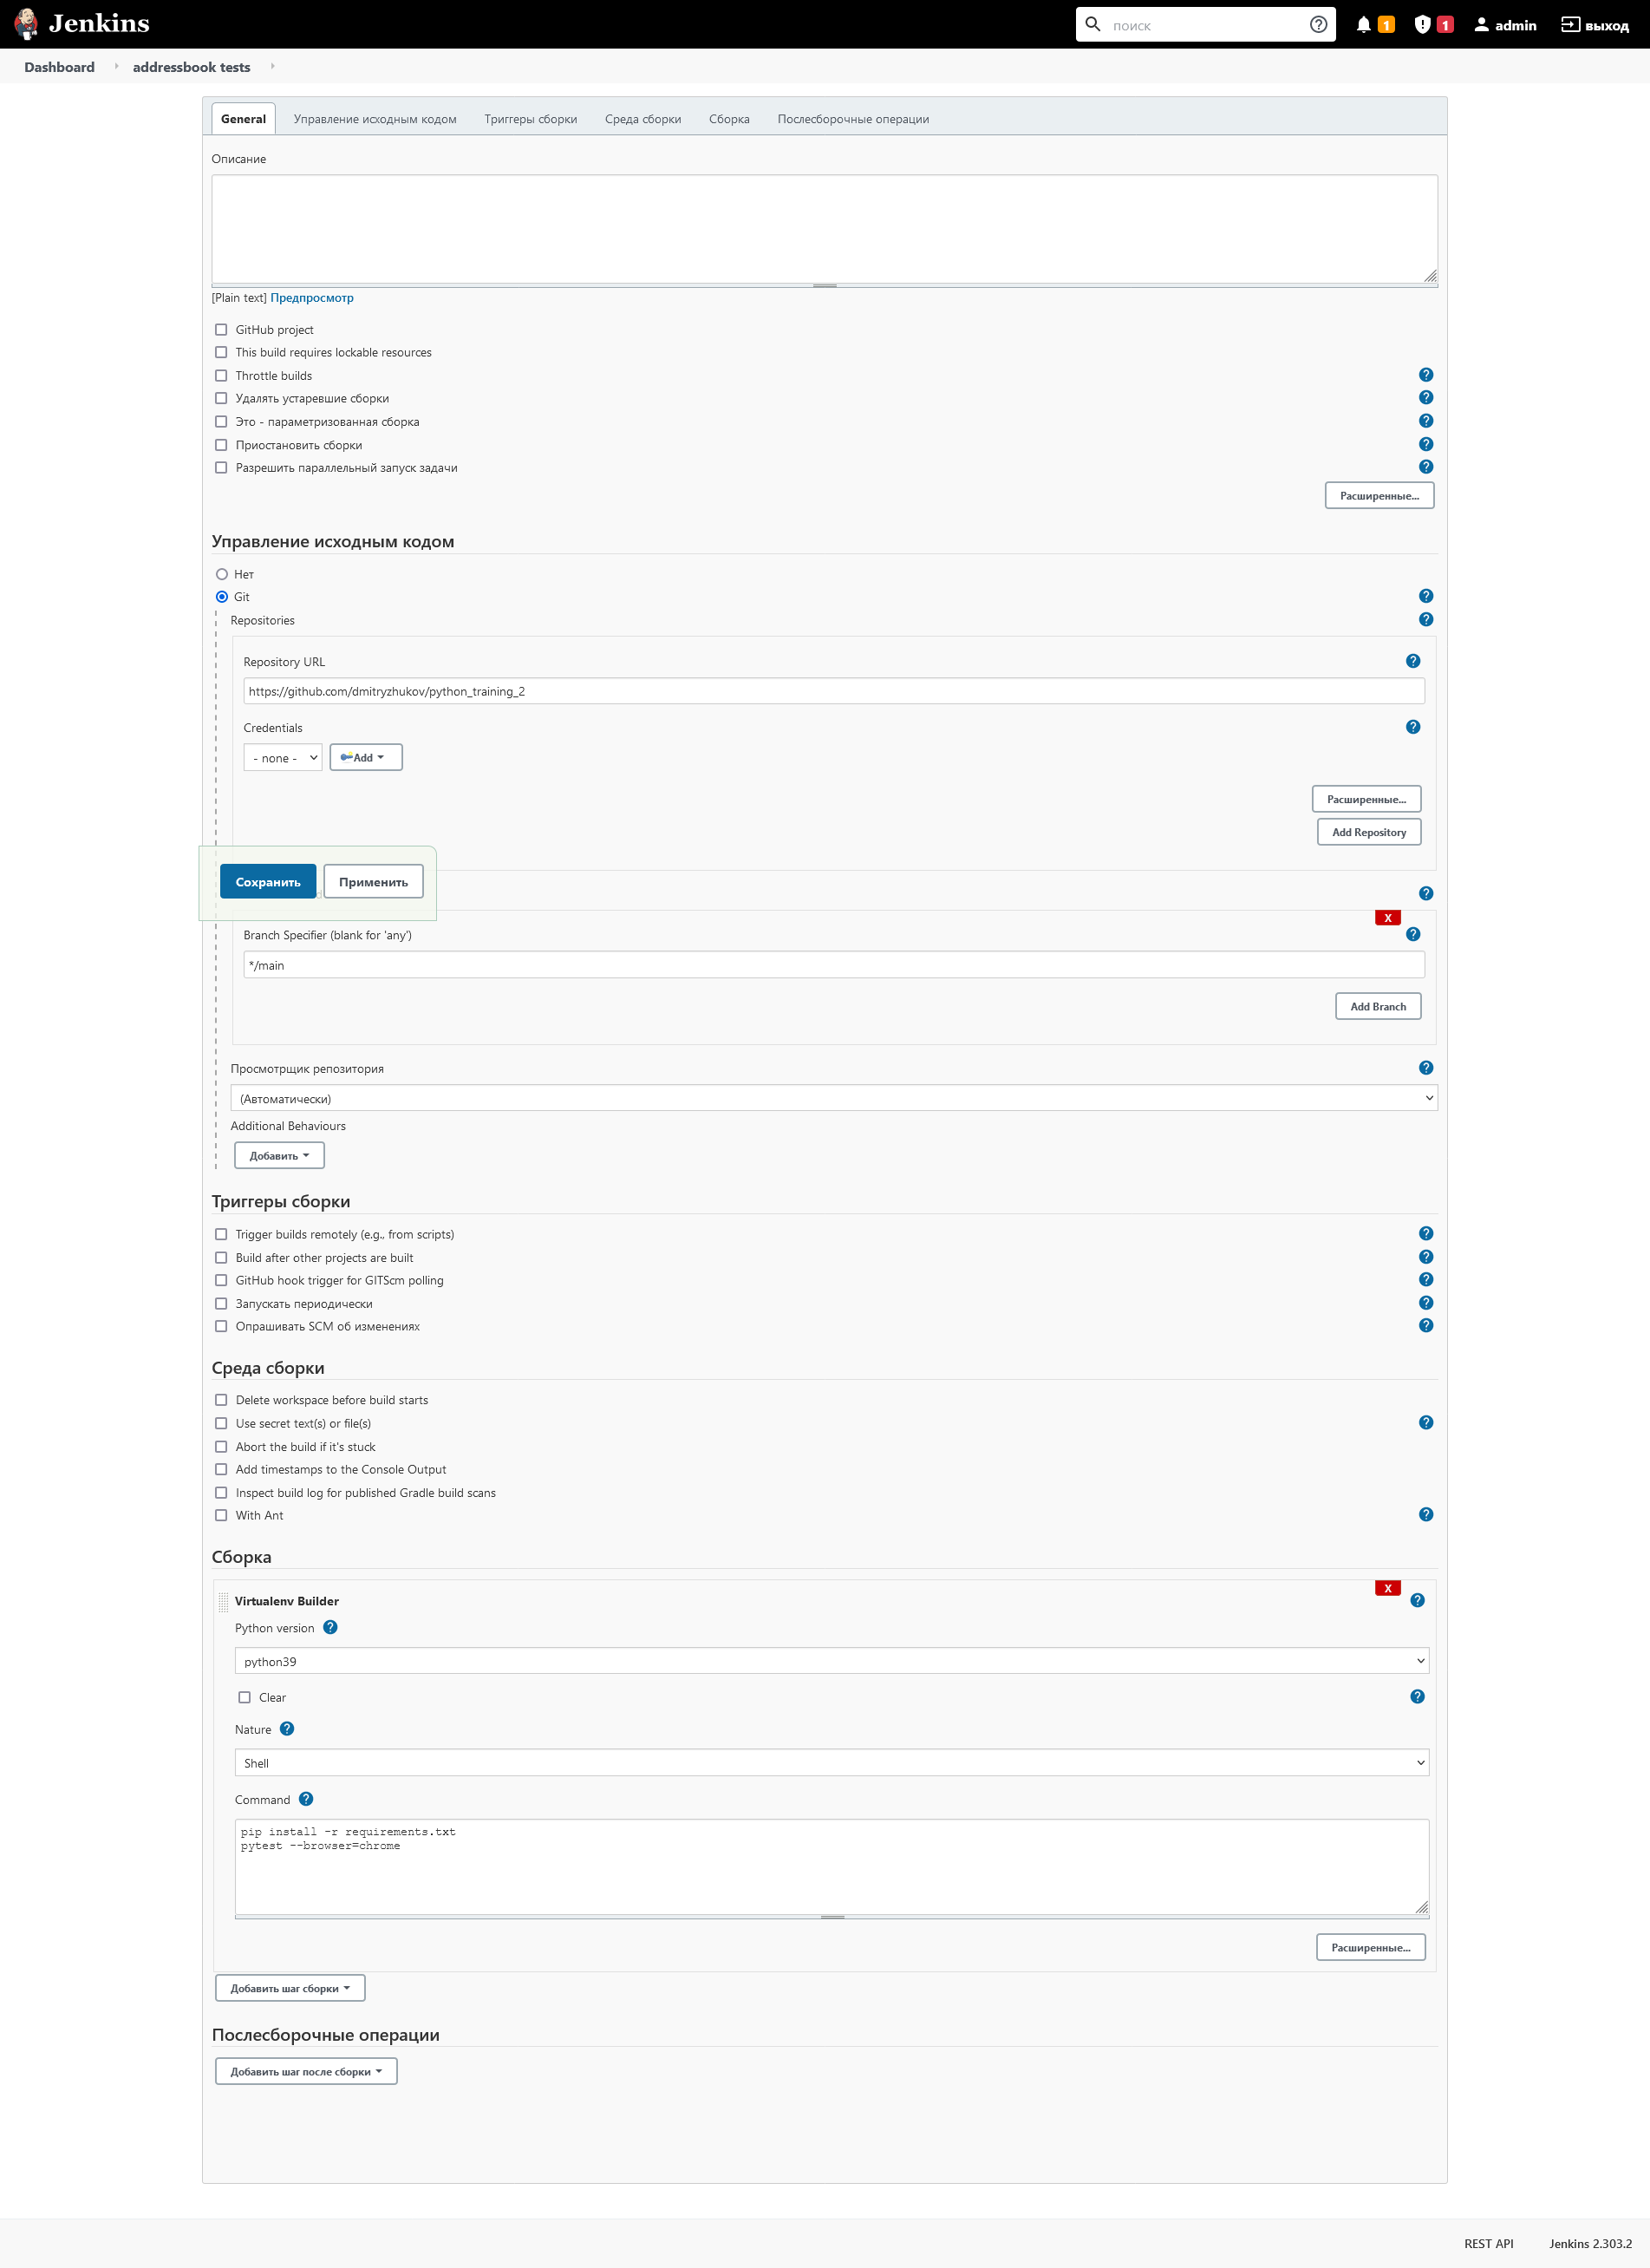 Jenkins
поиск
1
1
admin
выход
Dashboard
addressbook tests
General
Управление исходным кодом
Триггеры сборки
Среда сборки
Сборка
Послесборочные операции
Описание
[Plain text] Предпросмотр
GitHub project
This build requires lockable resources
Throttle builds
Удалять устаревшие сборки
Это - параметризованная сборка
Приостановить сборки
Разрешить параллельный запуск задачи
Расширенные...
Управление исходным кодом
Нет
Git
Repositories
Repository URL
https://github.com/dmitryzhukov/python_training_2
Credentials
- none -
Add
Расширенные...
Add Repository
Сохранить
Применить
X
Branch Specifier (blank for 'any')
*/main
Add Branch
Просмотрщик репозитория
(Автоматически)
Additional Behaviours
Добавить
Триггеры сборки
Trigger builds remotely (e.g., from scripts)
Build after other projects are built
GitHub hook trigger for GITScm polling
Запускать периодически
Опрашивать SCM об изменениях
Среда сборки
Delete workspace before build starts
Use secret text(s) or file(s)
Abort the build if it's stuck
Add timestamps to the Console Output
Inspect build log for published Gradle build scans
With Ant
Сборка
X
Virtualenv Builder
Python version
python39
Clear
Nature
Shell
Command
pip install -r requirements.txt
pytest --browser=chrome
Расширенные...
Добавить шаг сборки
Послесборочные операции
Добавить шаг после сборки
REST API
Jenkins 2.303.2